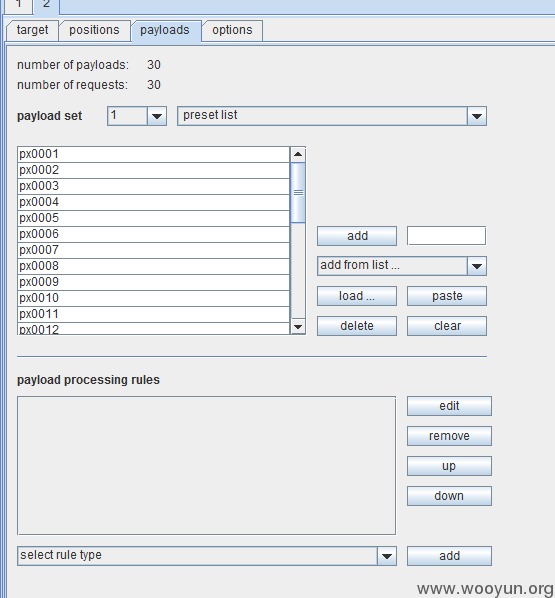 1 2
target positions payloads options
number of payloads: 30
number of requests: 30
payload set 1 preset list
px0001
px0002
px0003
px0004
px0005
px0006
px0007
px0008
px0009
px0010
px0011
px0012
add
add from list ...
load ... paste
delete clear
payload processing rules
edit
remove
up
down
select rule type add
www.wooyun.org